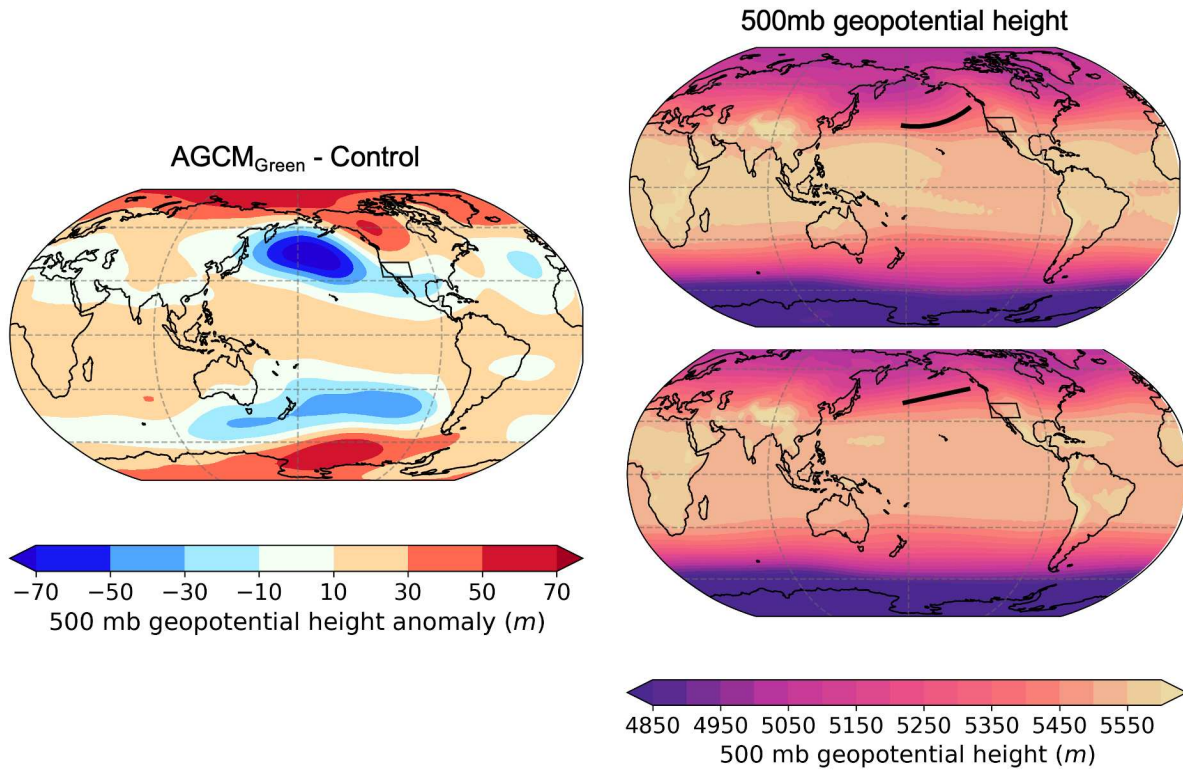 500mb geopotential height
AGCM_Green - Control
−70 −50 −30 −10 10 30 50 70
500 mb geopotential height anomaly (m)
4850 4950 5050 5150 5250 5350 5450 5550
500 mb geopotential height (m)